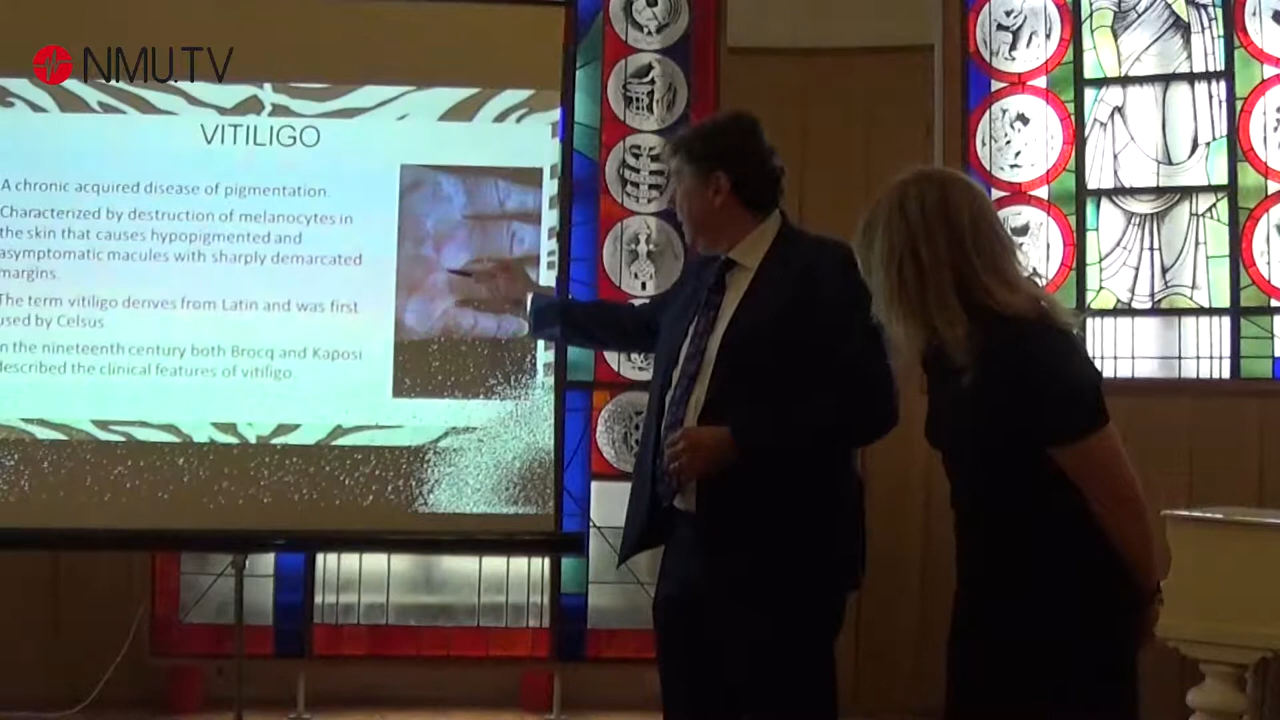 NMU.TV
VITILIGO
A chronic acquired disease of pigmentation.
Characterized by destruction of melanocytes in
the skin that causes hypopigmented and
asymptomatic macules with sharply demarcated
margins.
The term vitiligo derives from Latin and was first
used by Celsus
In the nineteenth century both Brocq and Kaposi
described the clinical features of vitiligo